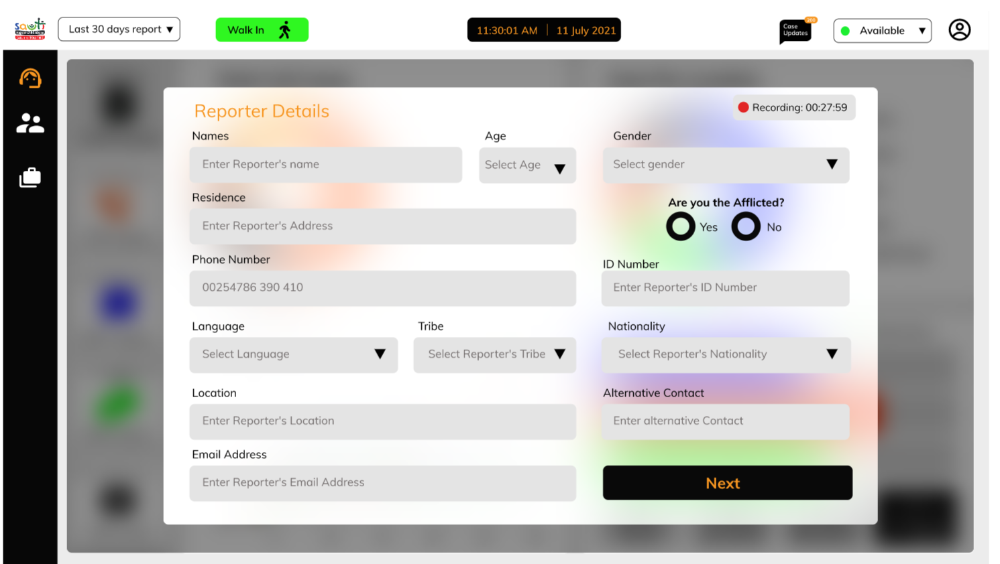 sauti
Last 30 days report
Walk In
11:30:01 AM | 11 July 2021
Case
Updates
200
Available
Reporter Details
Recording: 00:27:59
Names
Age
Gender
Enter Reporter's name
Select Age
Select gender
Residence
Are you the Afflicted?
Enter Reporter's Address
Yes
No
Phone Number
ID Number
00254786 390 410
Enter Reporter's ID Number
Language
Tribe
Nationality
Select Language
Select Reporter's Tribe
Select Reporter's Nationality
Location
Alternative Contact
Enter Reporter's Location
Enter alternative Contact
Email Address
Enter Reporter's Email Address
Next